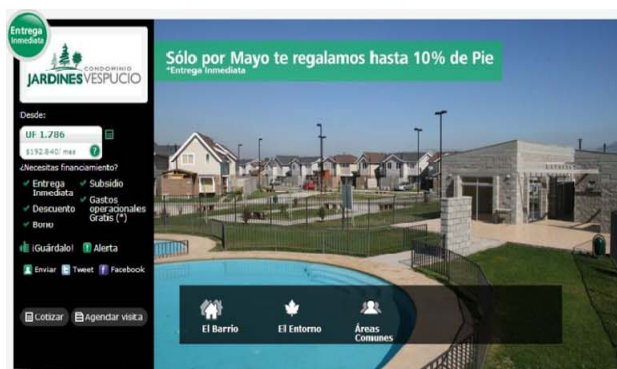 Entrega
Inmediata
CONDOMINIO
JARDINES VESPUCIO
Sólo por Mayo te regalamos hasta 10% de Pie
*Entrega Inmediata
Desde:
UF 1.786
$192.840/ mes
?
¿Necesitas financiamiento?
Entrega
Inmediata
Descuento
Bono
Subsidio
Gastos
operacionales
Gratis (*)
¡Guárdalo!
Alerta
Enviar
Tweet
Facebook
Cotizar
Agendar visita
El Barrio
El Entorno
Áreas
Comunes